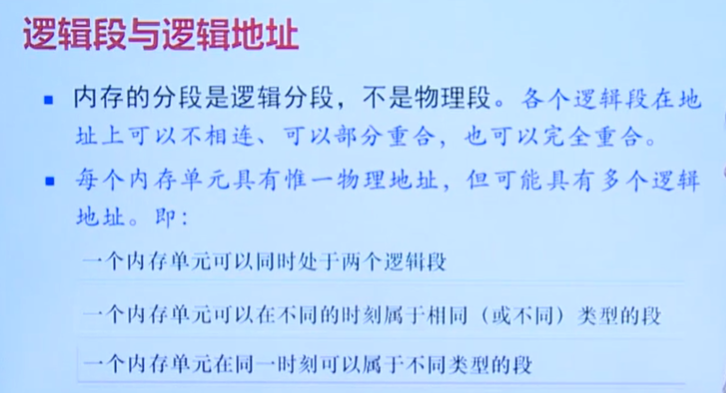 逻辑段与逻辑地址
内存的分段是逻辑分段，不是物理段。各个逻辑段在地
址上可以不相连、可以部分重合，也可以完全重合。
每个内存单元具有惟一物理地址，但可能具有多个逻辑
地址。即：
一个内存单元可以同时处于两个逻辑段
一个内存单元可以在不同的时刻属于相同（或不同）类型的段
一个内存单元在同一时刻可以属于不同类型的段